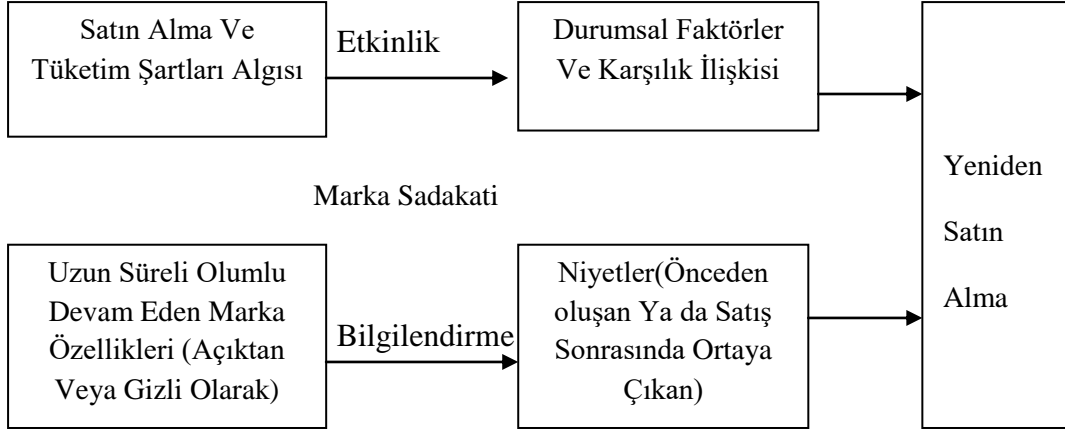 Satın Alma Ve
Tüketim Şartları Algısı
Etkinlik
Durumsal Faktörler
Ve Karşılık İlişkisi
Yeniden
Satın
Alma
Marka Sadakati
Uzun Süreli Olumlu
Devam Eden Marka
Özellikleri (Açıktan
Veya Gizli Olarak)
Bilgilendirme
Niyetler(Önceden
oluşan Ya da Satış
Sonrasında Ortaya
Çıkan)